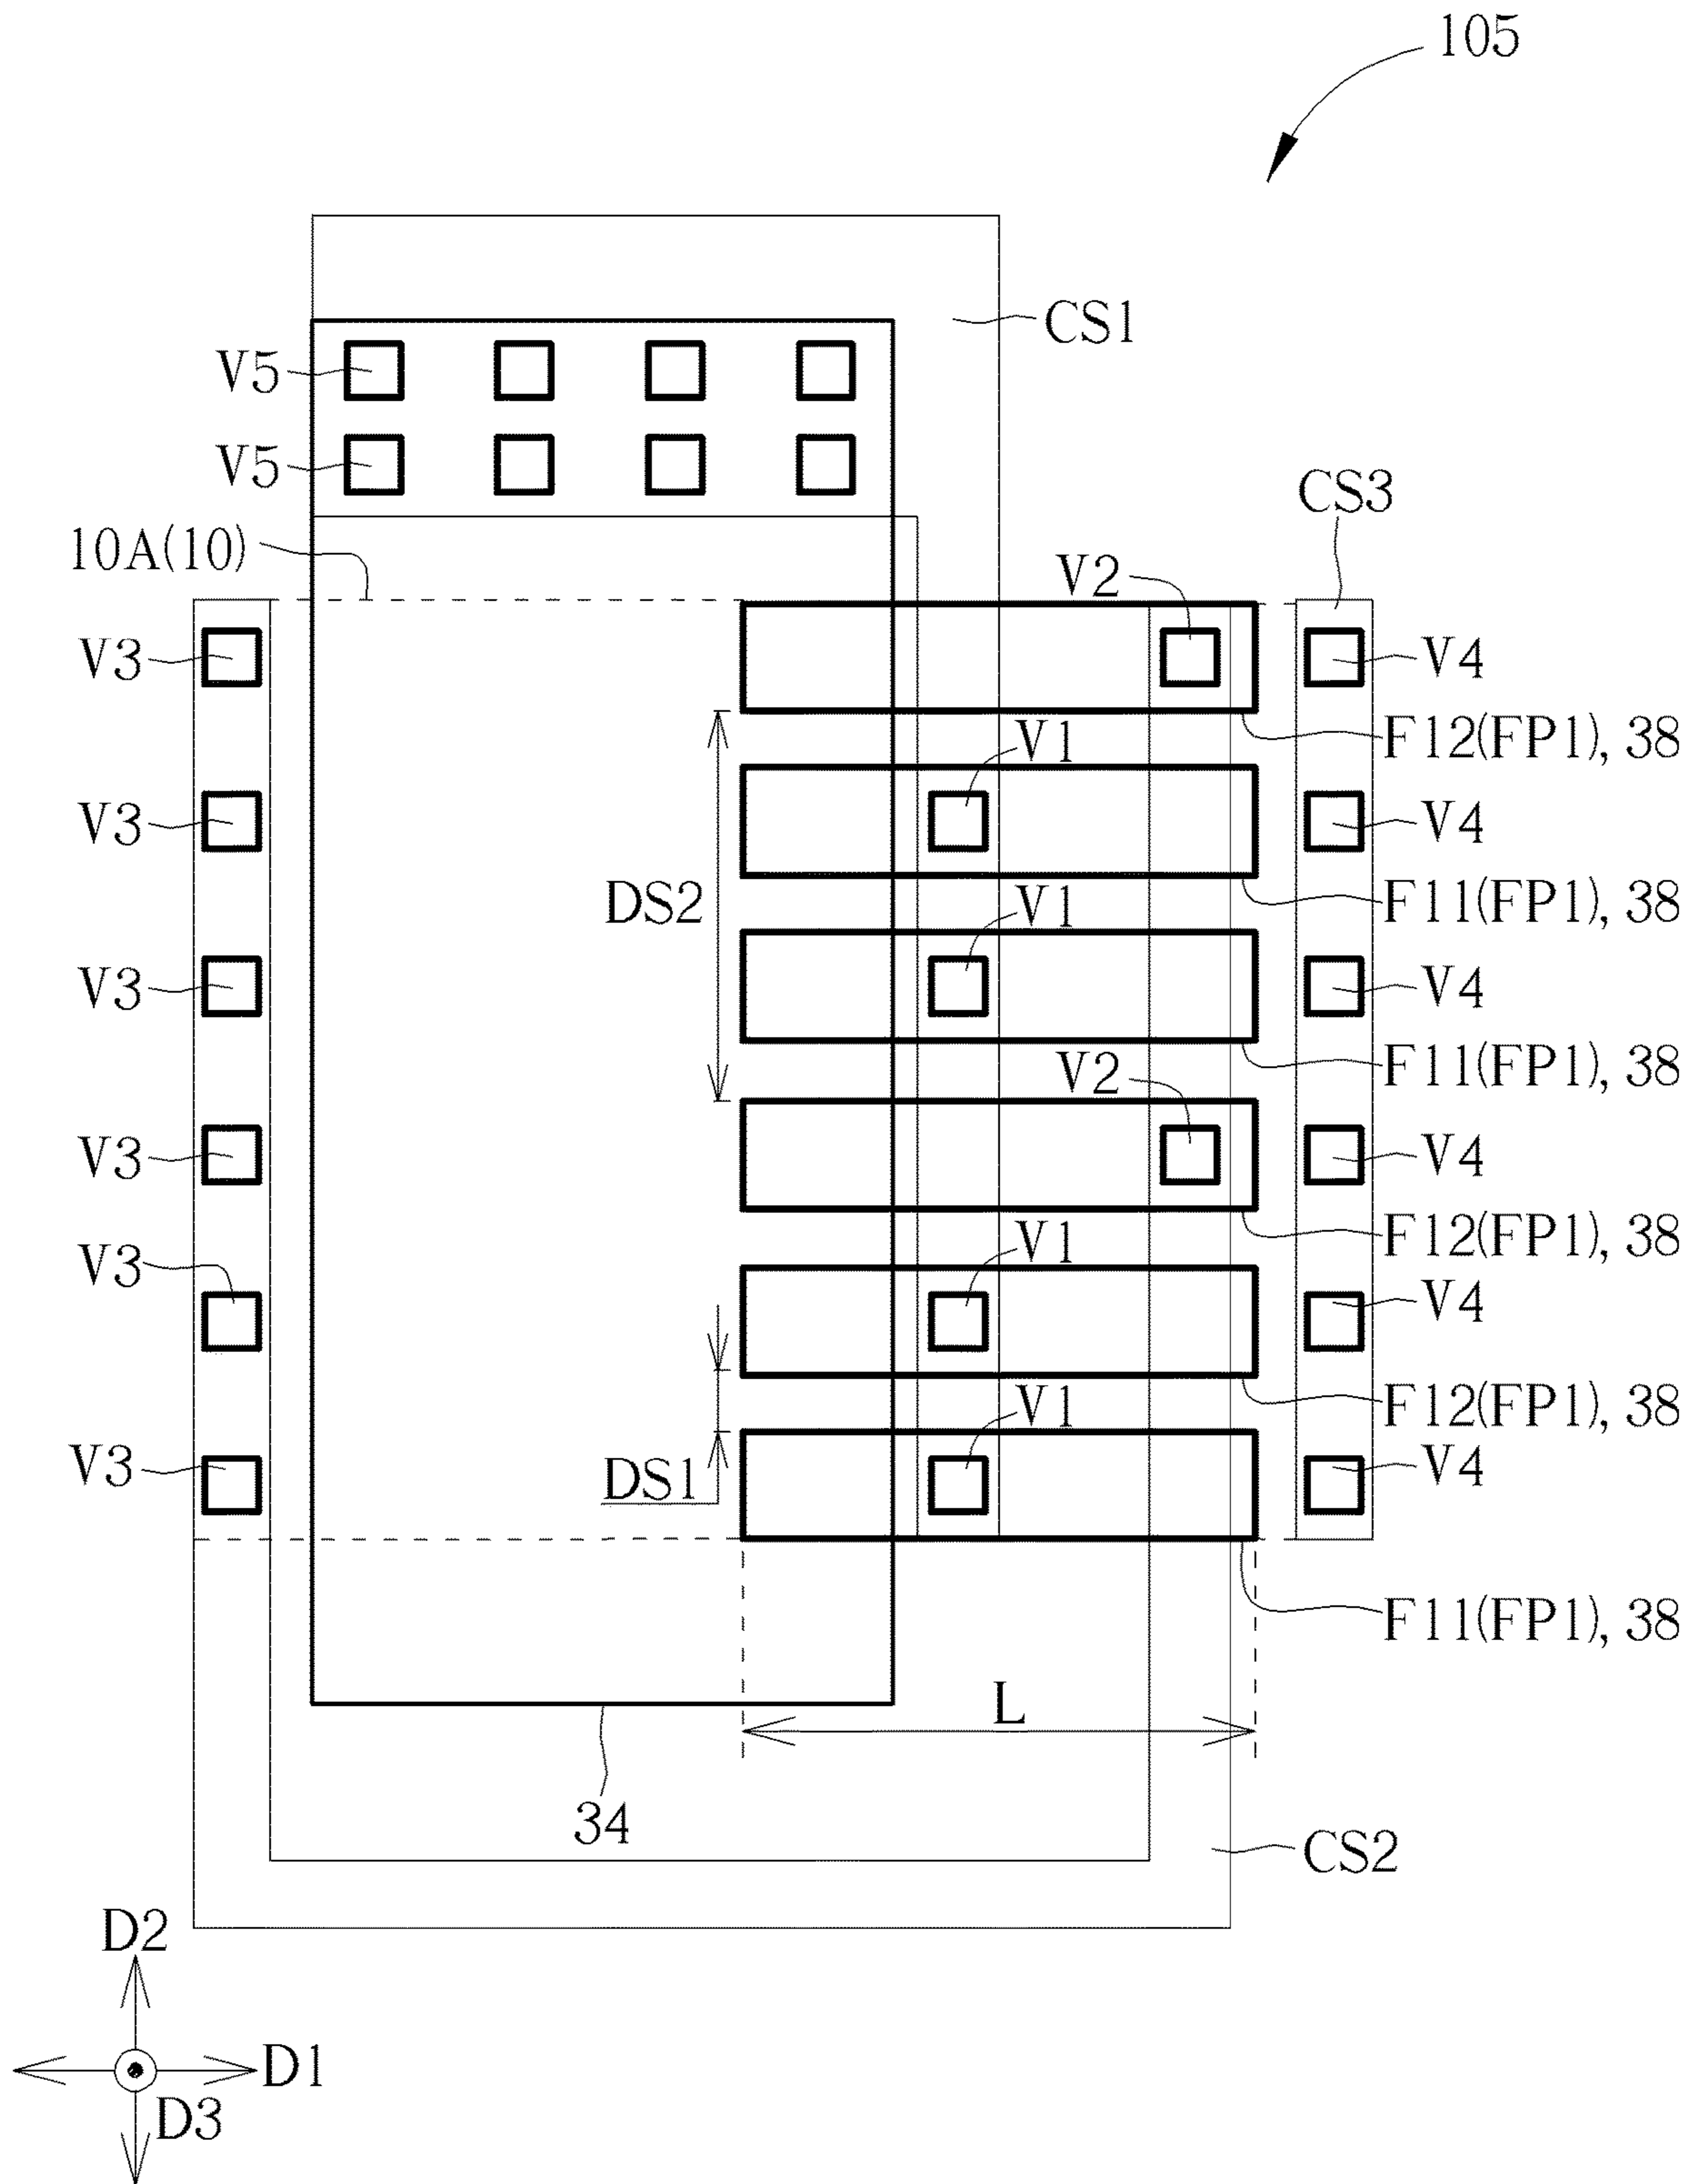 105
CS1
V5
V5
CS3
10A(10)
V2
V3
V4
F12(FP1), 38
V1
V3
V4
DS2
F11(FP1), 38
V1
V3
V4
F11(FP1), 38
V2
V3
V4
F12(FP1), 38
V1
V3
V4
F12(FP1), 38
V1
V3
V4
DS1
F11(FP1), 38
L
34
CS2
D2
D1
D3